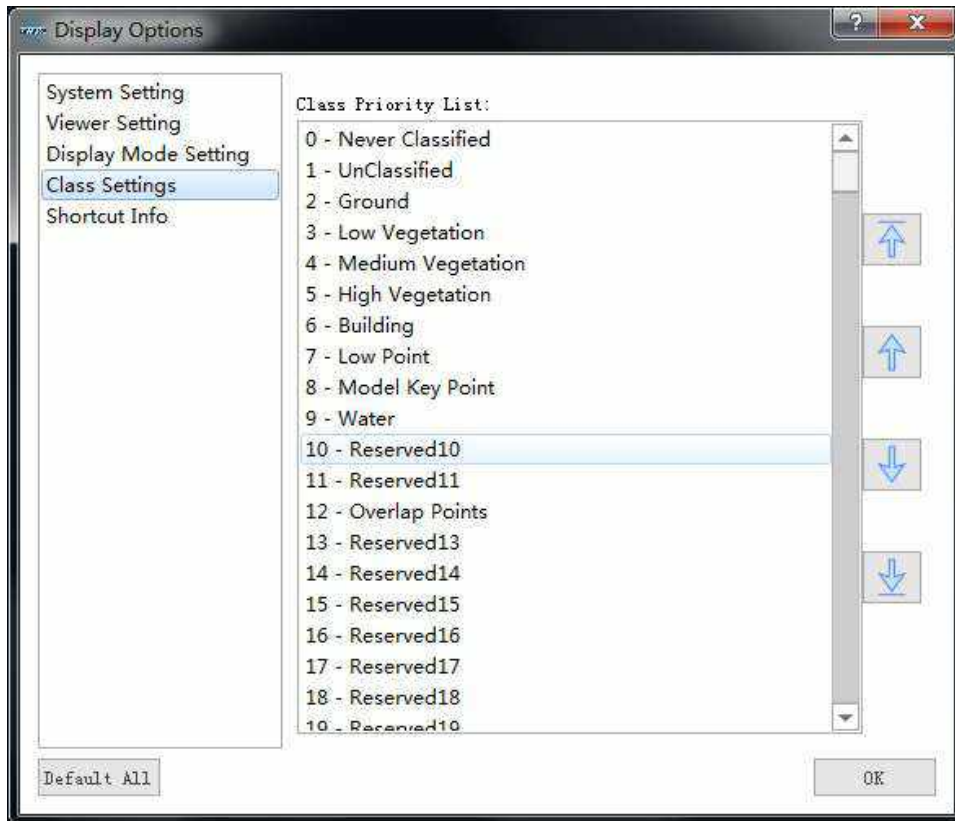 Display Options
?
System Setting
Viewer Setting
Display Mode Setting
Class Settings
Shortcut Info
Class Priority List:
0 - Never Classified
1 - UnClassified
2 - Ground
3 - Low Vegetation
4 - Medium Vegetation
5 - High Vegetation
6 - Building
7 - Low Point
8 - Model Key Point
9 - Water
10 - Reserved10
11 - Reserved11
12 - Overlap Points
13 - Reserved13
14 - Reserved14
15 - Reserved15
16 - Reserved16
17 - Reserved17
18 - Reserved18
19 - Reserved19
Default All
OK